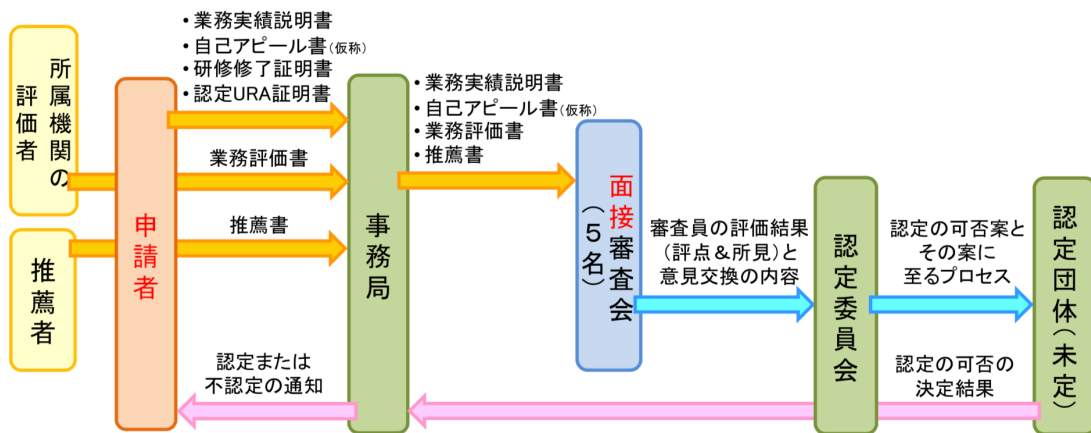 所属機関の
評価者
推薦者
申請者
・業務実績説明書
・自己アピール書(仮称)
・研修修了証明書
・認定URA証明書
業務評価書
推薦書
認定または
不認定の通知
事務局
・業務実績説明書
・自己アピール書(仮称)
・業務評価書
・推薦書
面接審査会
(5名)
審査員の評価結果
(評点&所見)と
意見交換の内容
認定委員会
認定の可否案と
その案に
至るプロセス
認定の可否の
決定結果
認定団体(未定)